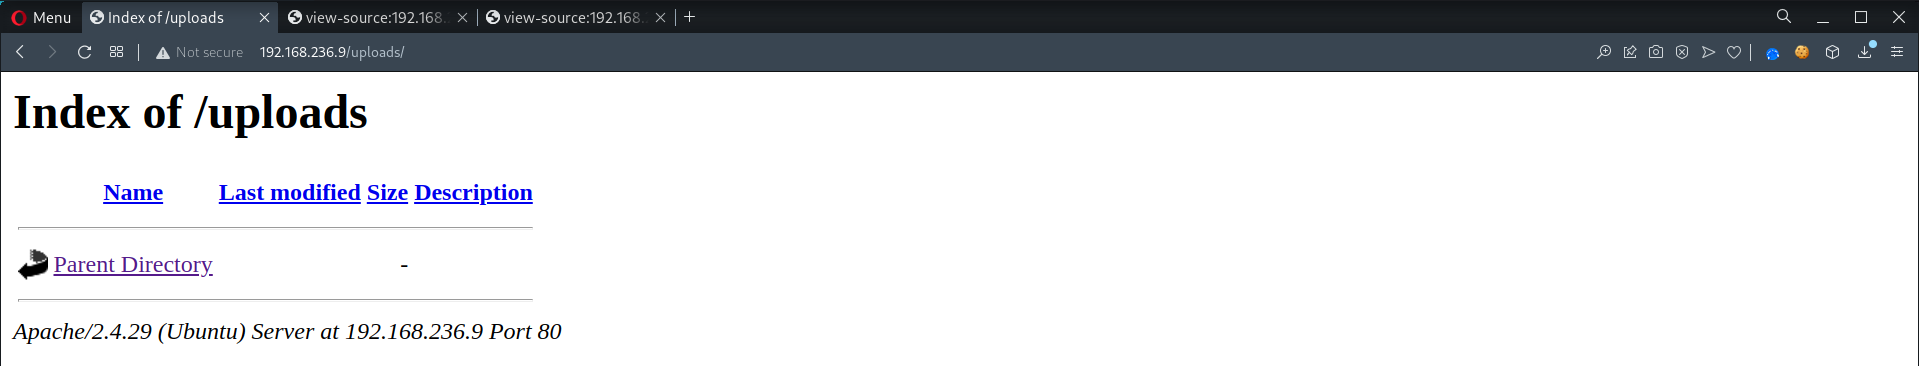 Menu Index of /uploads view-source:192.168. view-source:192.168.
Not secure 192.168.236.9/uploads/
Index of /uploads
Name Last modified Size Description
Parent Directory -
Apache/2.4.29 (Ubuntu) Server at 192.168.236.9 Port 80